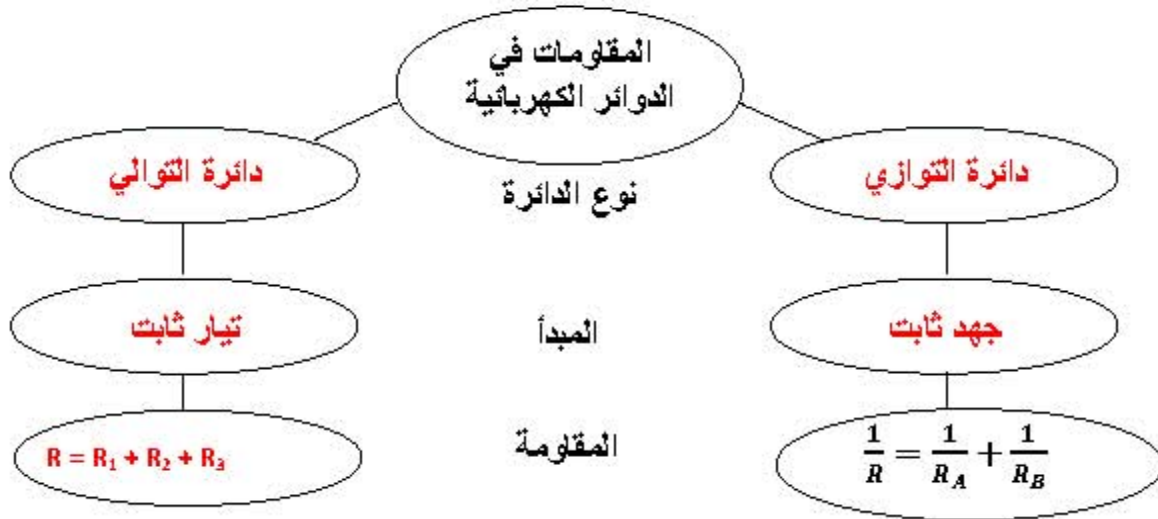 المقاومات في
الدوائر الكهربائية
دائرة التوازي
نوع الدائرة
دائرة التوالي
جهد ثابت
المبدأ
تيار ثابت
1/R = 1/R_A + 1/R_B
المقاومة
R = R₁ + R₂ + R₃